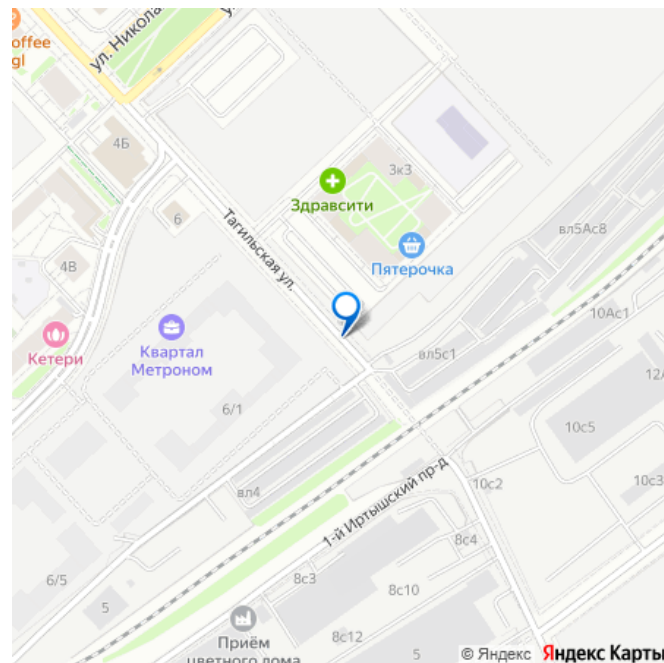 offee
gl
ул. Никола
4Б
3к3
Здравсити
6
Тагильская ул.
вл5Ас8
Пятерочка
4В
10Ас1
Кетери
Квартал
Метроном
вл5с1
12
6/1
10с5
вл4
1-й Иртышский пр-д
10с2
10с3
8с4
6/5
8с3
8с10
5
Приём
цветного лома
8с12
5
© Яндекс Яндекс Карты